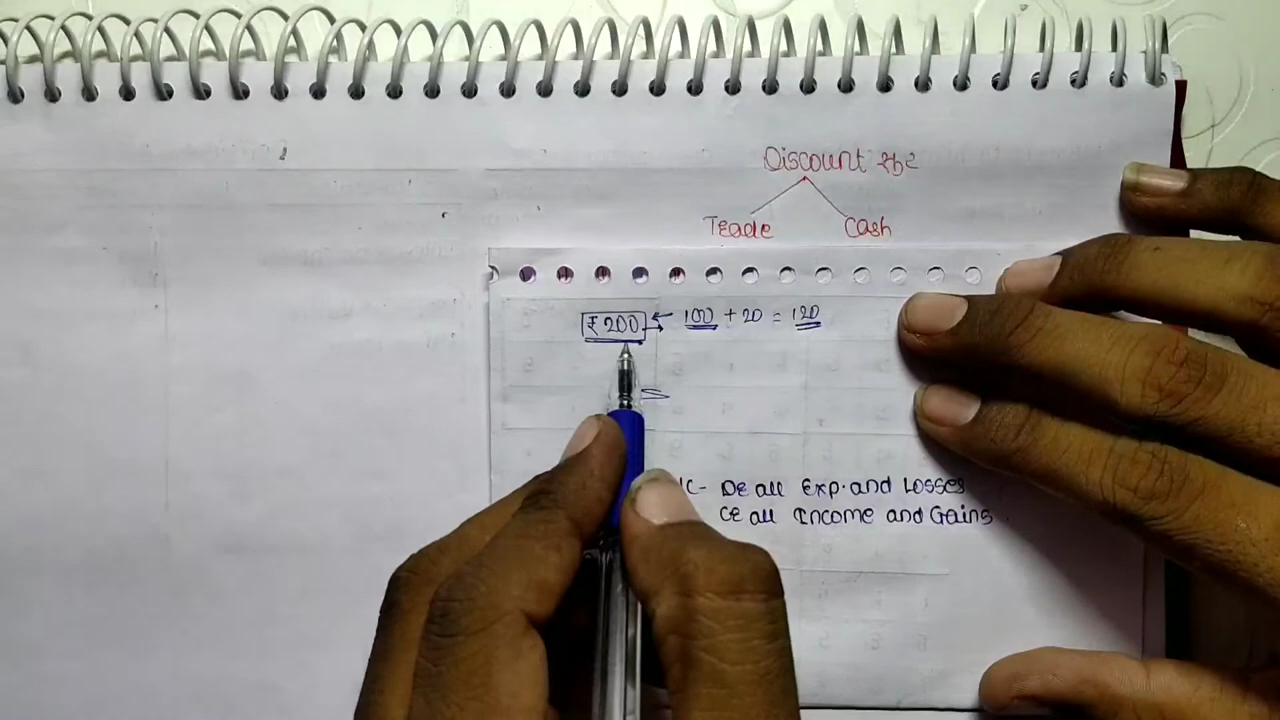 Discount
Trade Cash
₹ 200 100 + 20 = 120
DR all Exp. and Losses
CR all Income and Gains